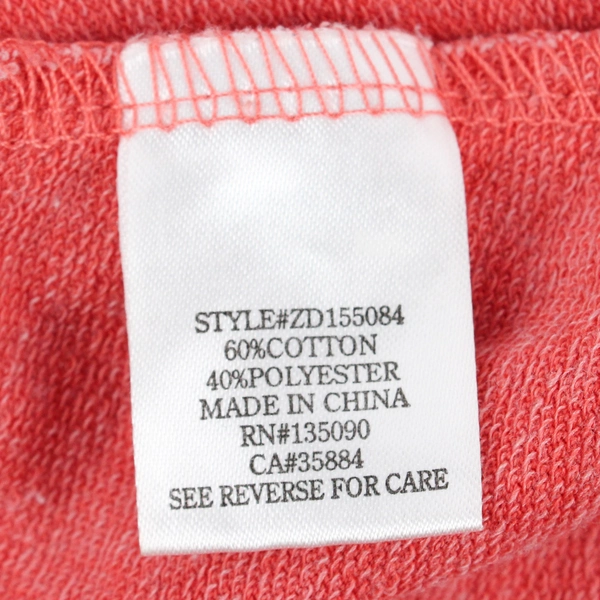 STYLE#ZD155084
60%COTTON
40%POLYESTER
MADE IN CHINA
RN#135090
CA#35884
SEE REVERSE FOR CARE